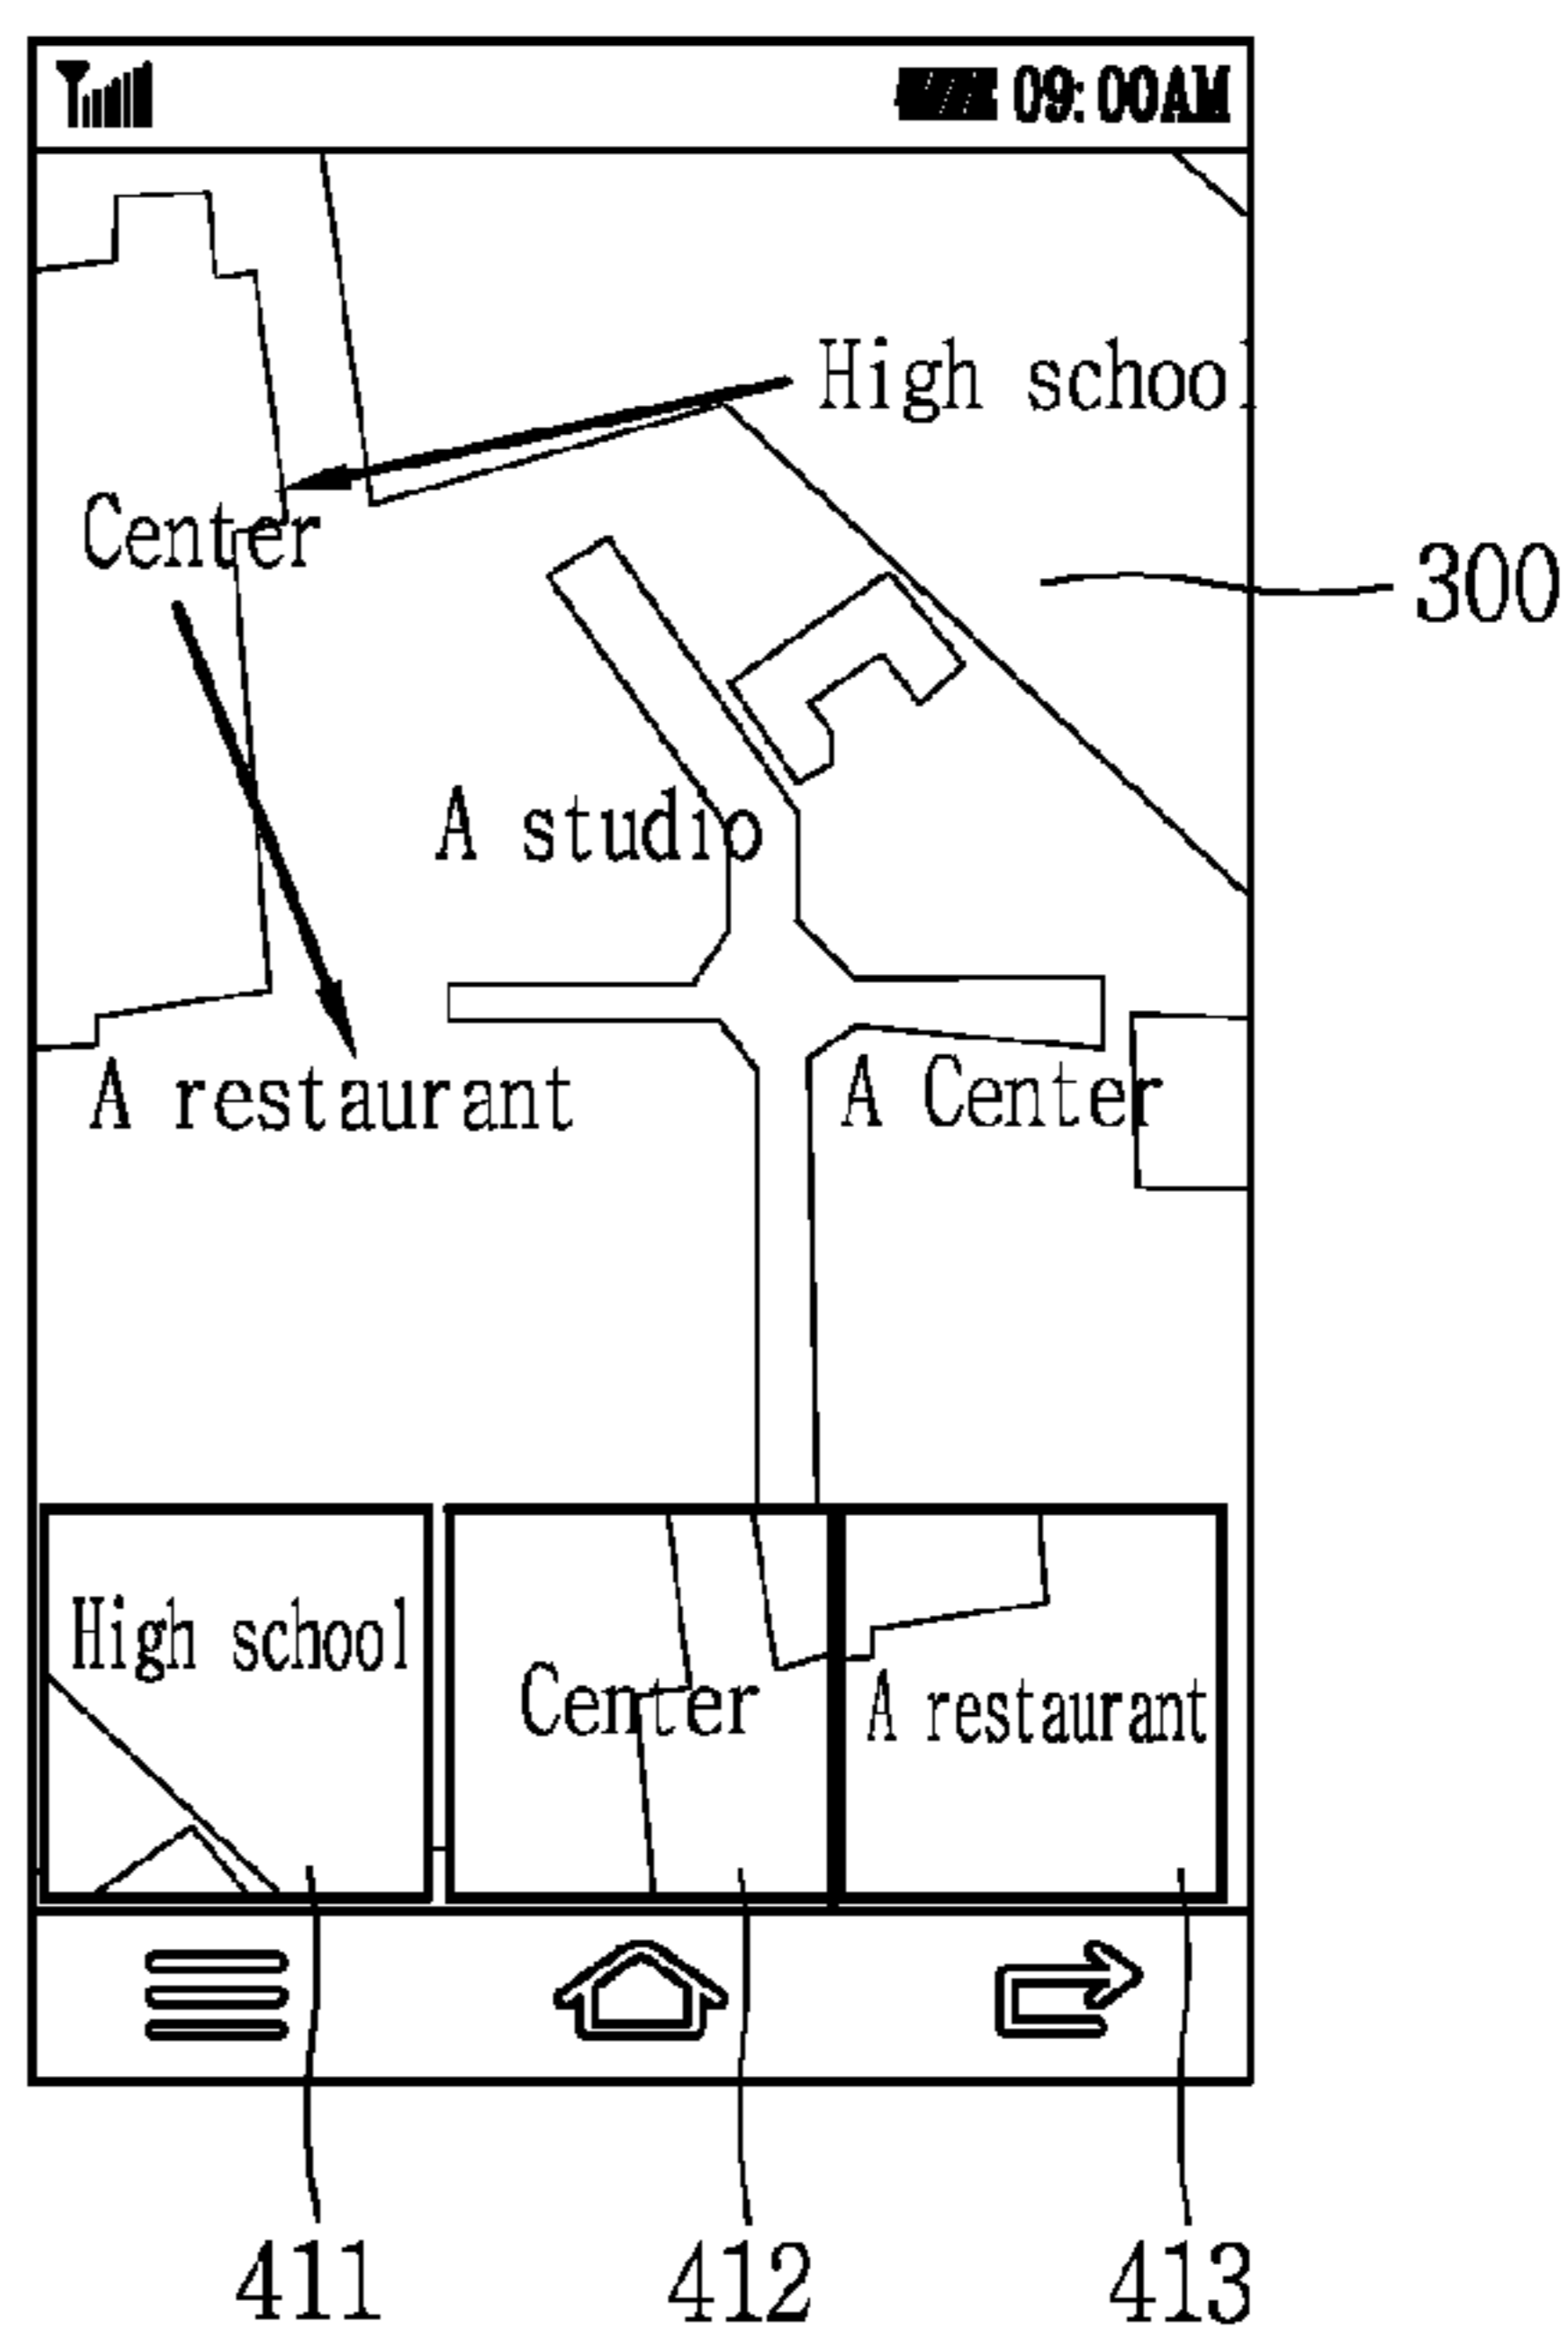 09:00AM
High school
Center
300
A studio
A restaurant
A Center
High school
Center
A restaurant
411
412
413